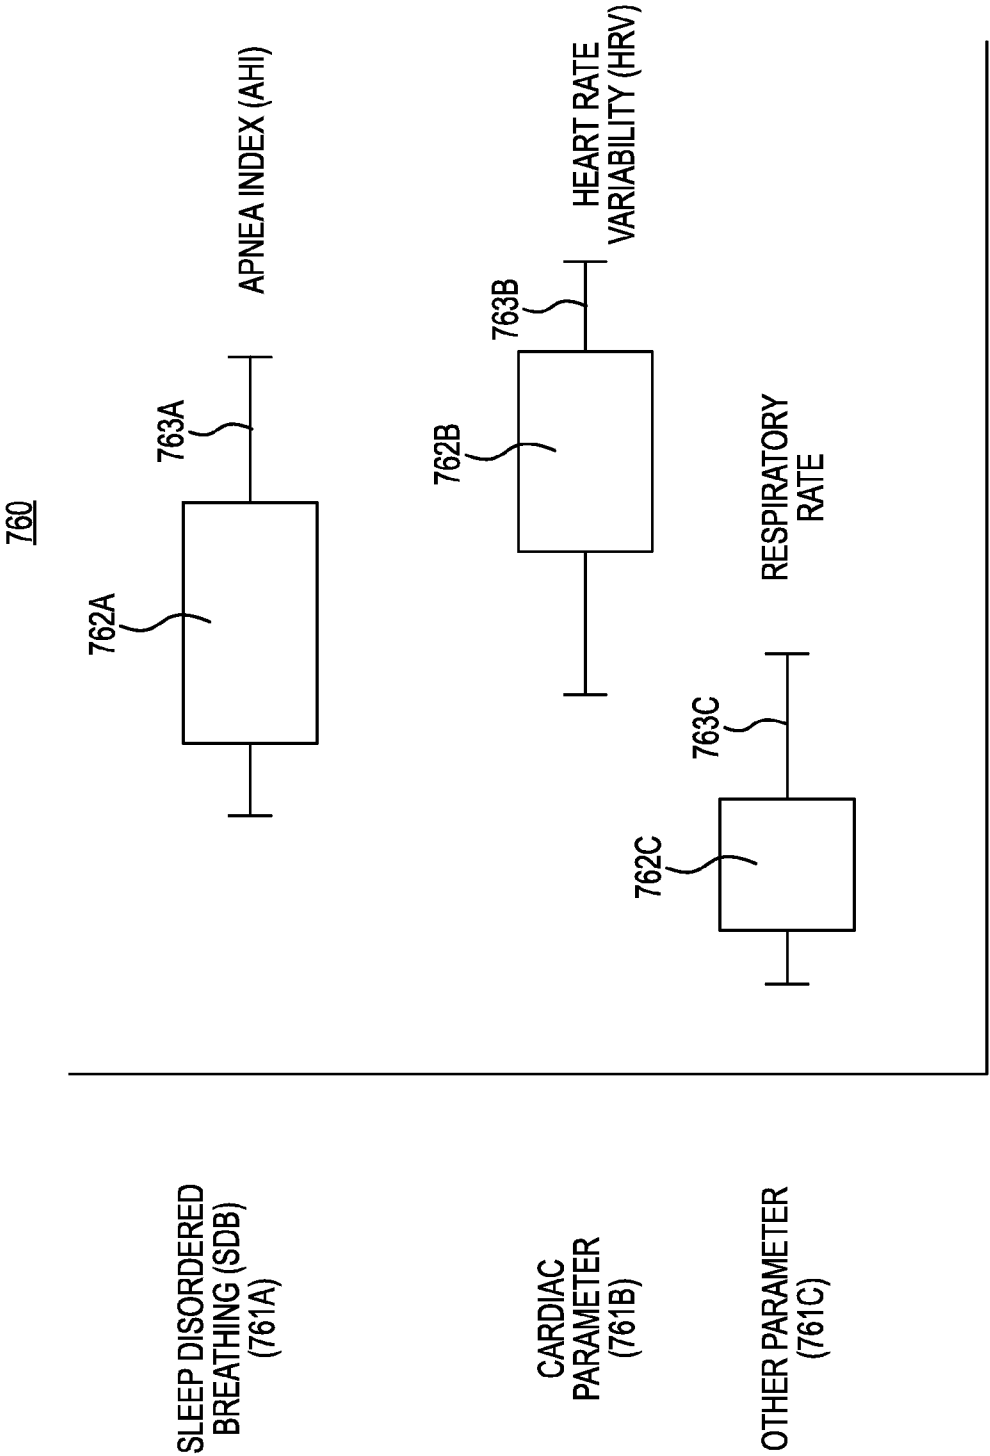 760
SLEEP DISORDERED
BREATHING (SDB)
(761A)
762A
763A
APNEA INDEX (AHI)
CARDIAC
PARAMETER
(761B)
762B
763B
HEART RATE
VARIABILITY (HRV)
OTHER PARAMETER
(761C)
762C
763C
RESPIRATORY
RATE